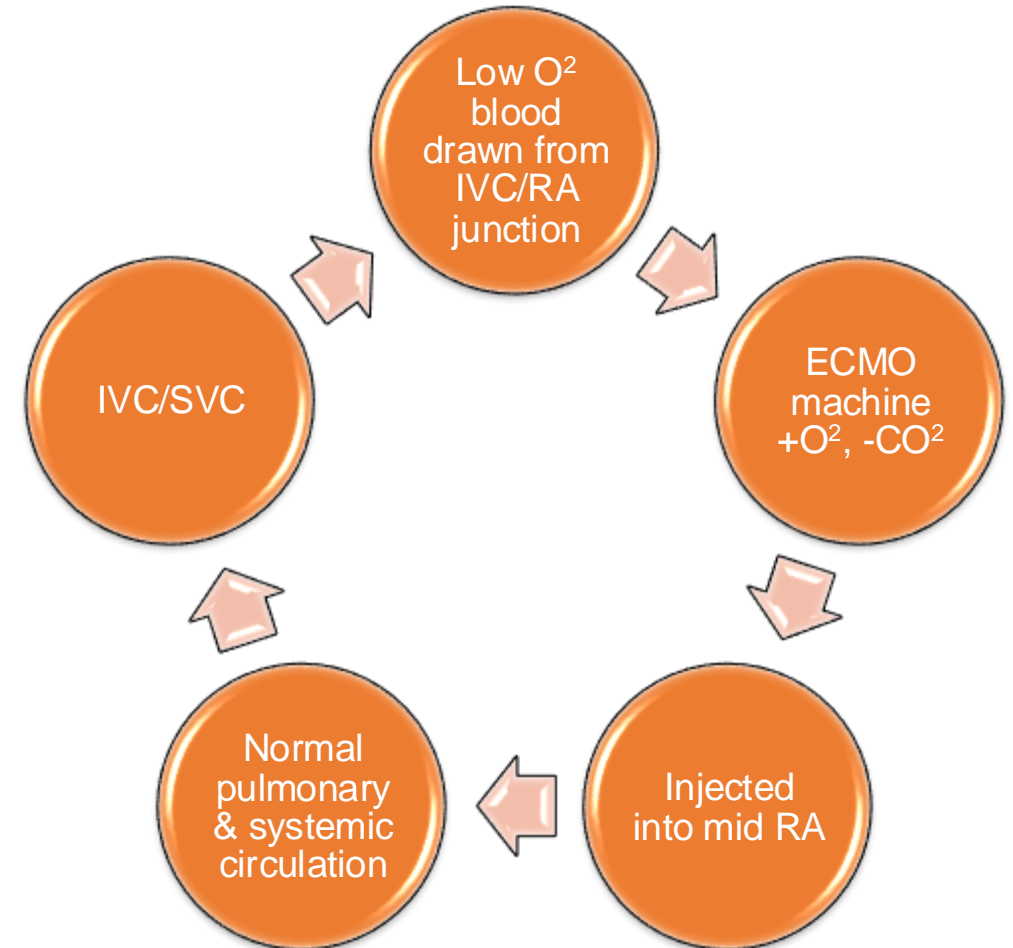 Low O²
blood
drawn from
IVC/RA
junction
ECMO
machine
+O², -CO²
Injected
into mid RA
Normal
pulmonary
& systemic
circulation
IVC/SVC